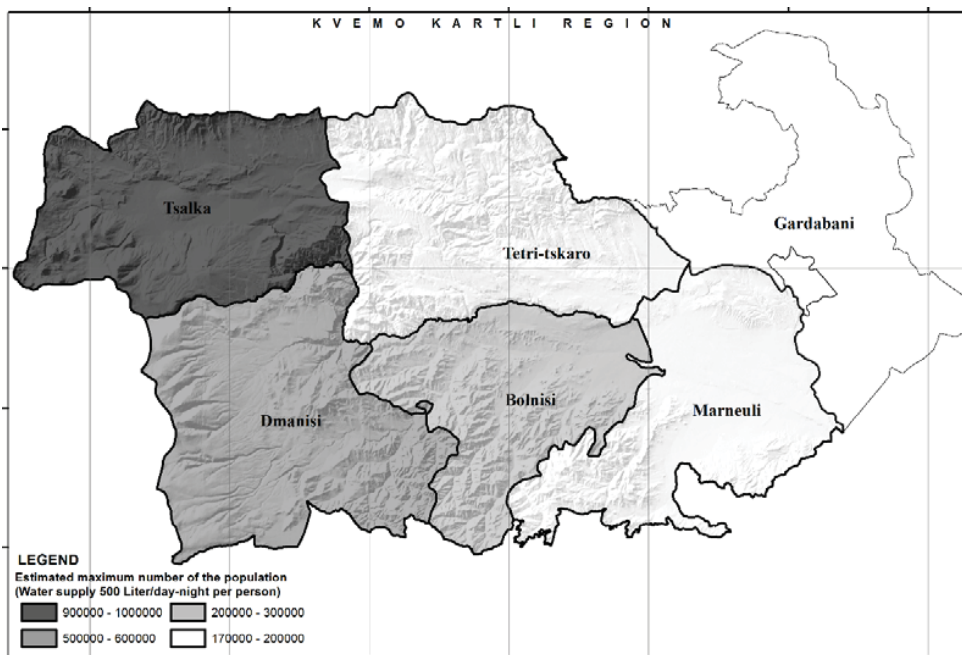 K V E M O K A R T L I R E G I O N
Tsalka
Gardabani
Tetri-tskaro
Dmanisi
Bolnisi
Marneuli
LEGEND
Estimated maximum number of the population
(Water supply 500 Liter/day-night per person)
900000 - 1000000
200000 - 300000
500000 - 600000
170000 - 200000